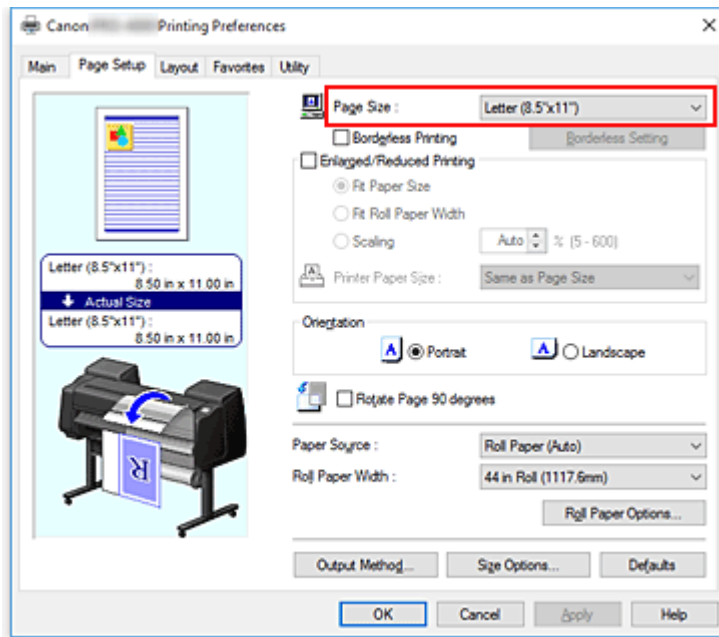 Canon Printing Preferences
Main Page Setup Layout Favorites Utility
Page Size : Letter (8.5"x11")
Borderless Printing Borderless Setting
Enlarged/Reduced Printing
Fit Paper Size
Fit Roll Paper Width
Scaling Auto % (5 - 600)
Printer Paper Size : Same as Page Size
Letter (8.5"x11") :
8.50 in x 11.00 in
Actual Size
Letter (8.5"x11") :
8.50 in x 11.00 in
Orientation
A Portrait A Landscape
Rotate Page 90 degrees
R
Paper Source : Roll Paper (Auto)
Roll Paper Width : 44 in Roll (1117.6mm)
Roll Paper Options...
Output Method... Size Options... Defaults
OK Cancel Apply Help